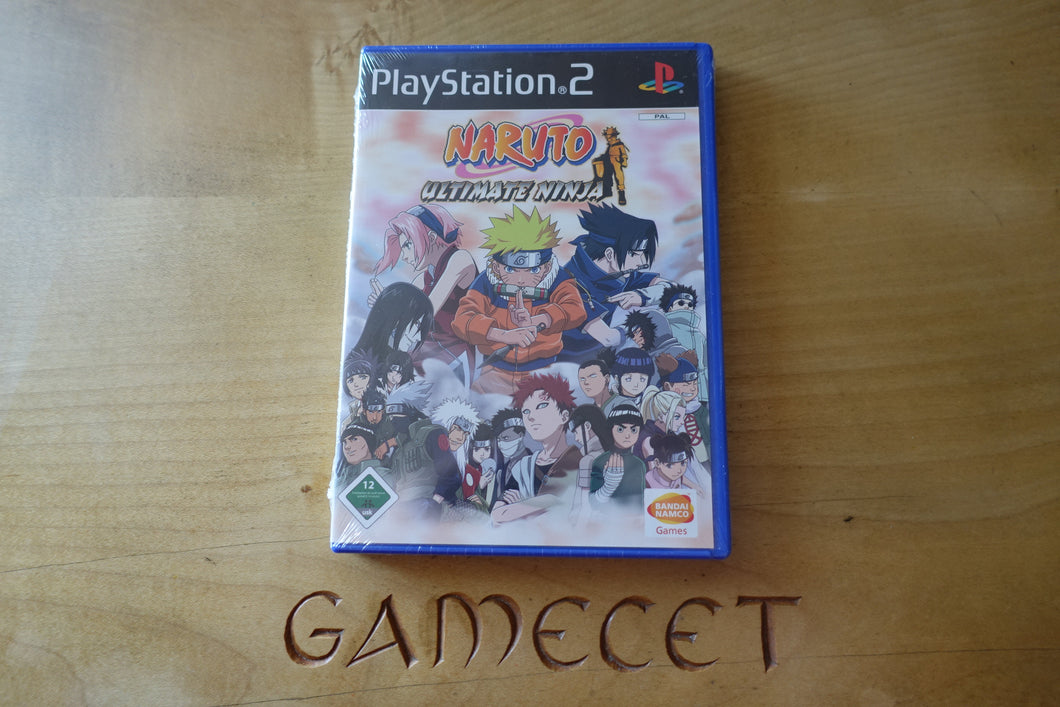 PlayStation®2
PAL
NARUTO
ULTIMATE NINJA
12
usk
BANDAI
NAMCO
Games
GAMECET